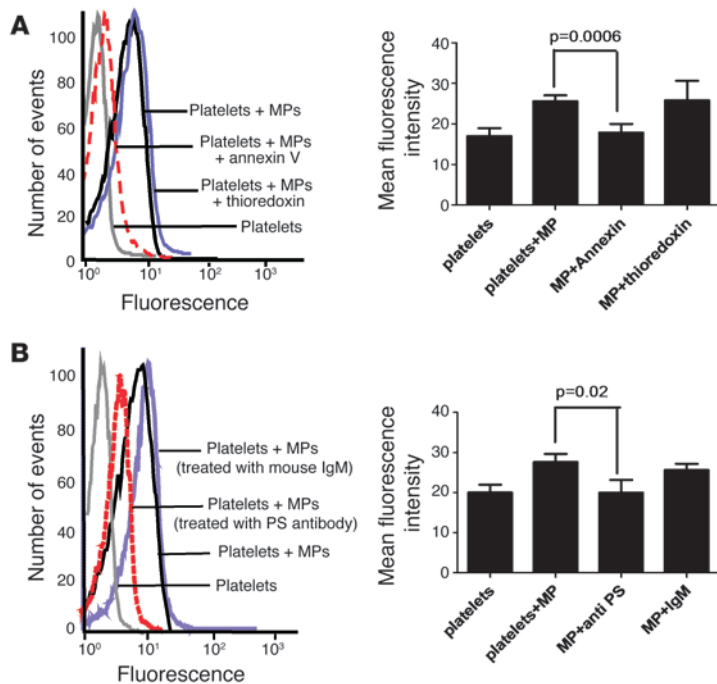 A
Number of events
100
80
60
40
20
0
10⁰
10¹
10²
10³
Fluorescence
Platelets + MPs
Platelets + MPs
+ annexin V
Platelets + MPs
+ thioredoxin
Platelets
p=0.0006
Mean fluorescence
intensity
40
30
20
10
0
platelets
platelets+MP
MP+Annexin
MP+thioredoxin
B
Number of events
100
80
60
40
20
0
10⁰
10¹
10²
10³
Fluorescence
Platelets + MPs
(treated with mouse IgM)
Platelets + MPs
(treated with PS antibody)
Platelets + MPs
Platelets
p=0.02
Mean fluorescence
intensity
40
30
20
10
0
platelets
platelets+MP
MP+anti PS
MP+IgM